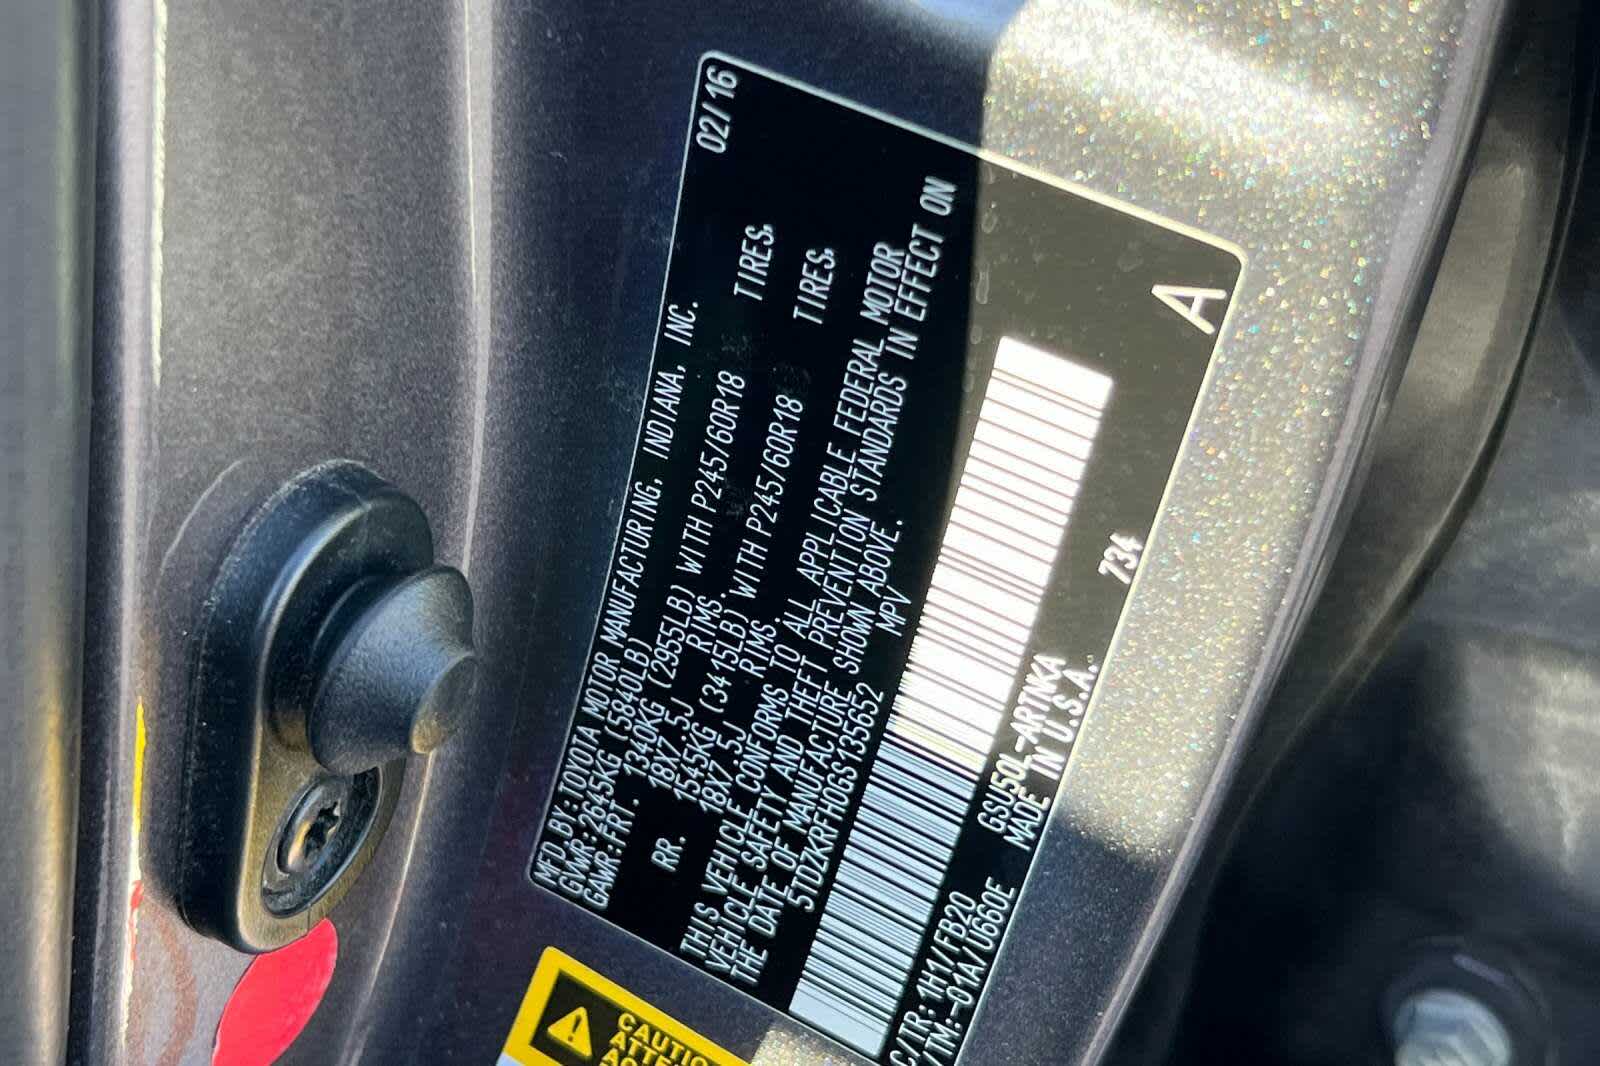 02/16
MFD.BY:TOYOTA MOTOR MANUFACTURING, INDIANA, INC.
GVWR:2645KG (5840LB)
GAWR:FRT. 1340KG (2955LB) WITH P245/60R18 TIRES,
18X7.5J RIMS.
RR. 1545KG (3415LB) WITH P245/60R18 TIRES,
18X7.5J RIMS.
THIS VEHICLE CONFORMS TO ALL APPLICABLE FEDERAL MOTOR
VEHICLE SAFETY AND THEFT PREVENTION STANDARDS IN EFFECT ON
THE DATE OF MANUFACTURE SHOWN ABOVE.
5TDZKRFH0GS135652 MPV
A
C/TR:1H1/FB20 GSU50L-ARTNKA 734
/TM:-01A/U660E MADE IN U.S.A.
CAUTIO
ATTE